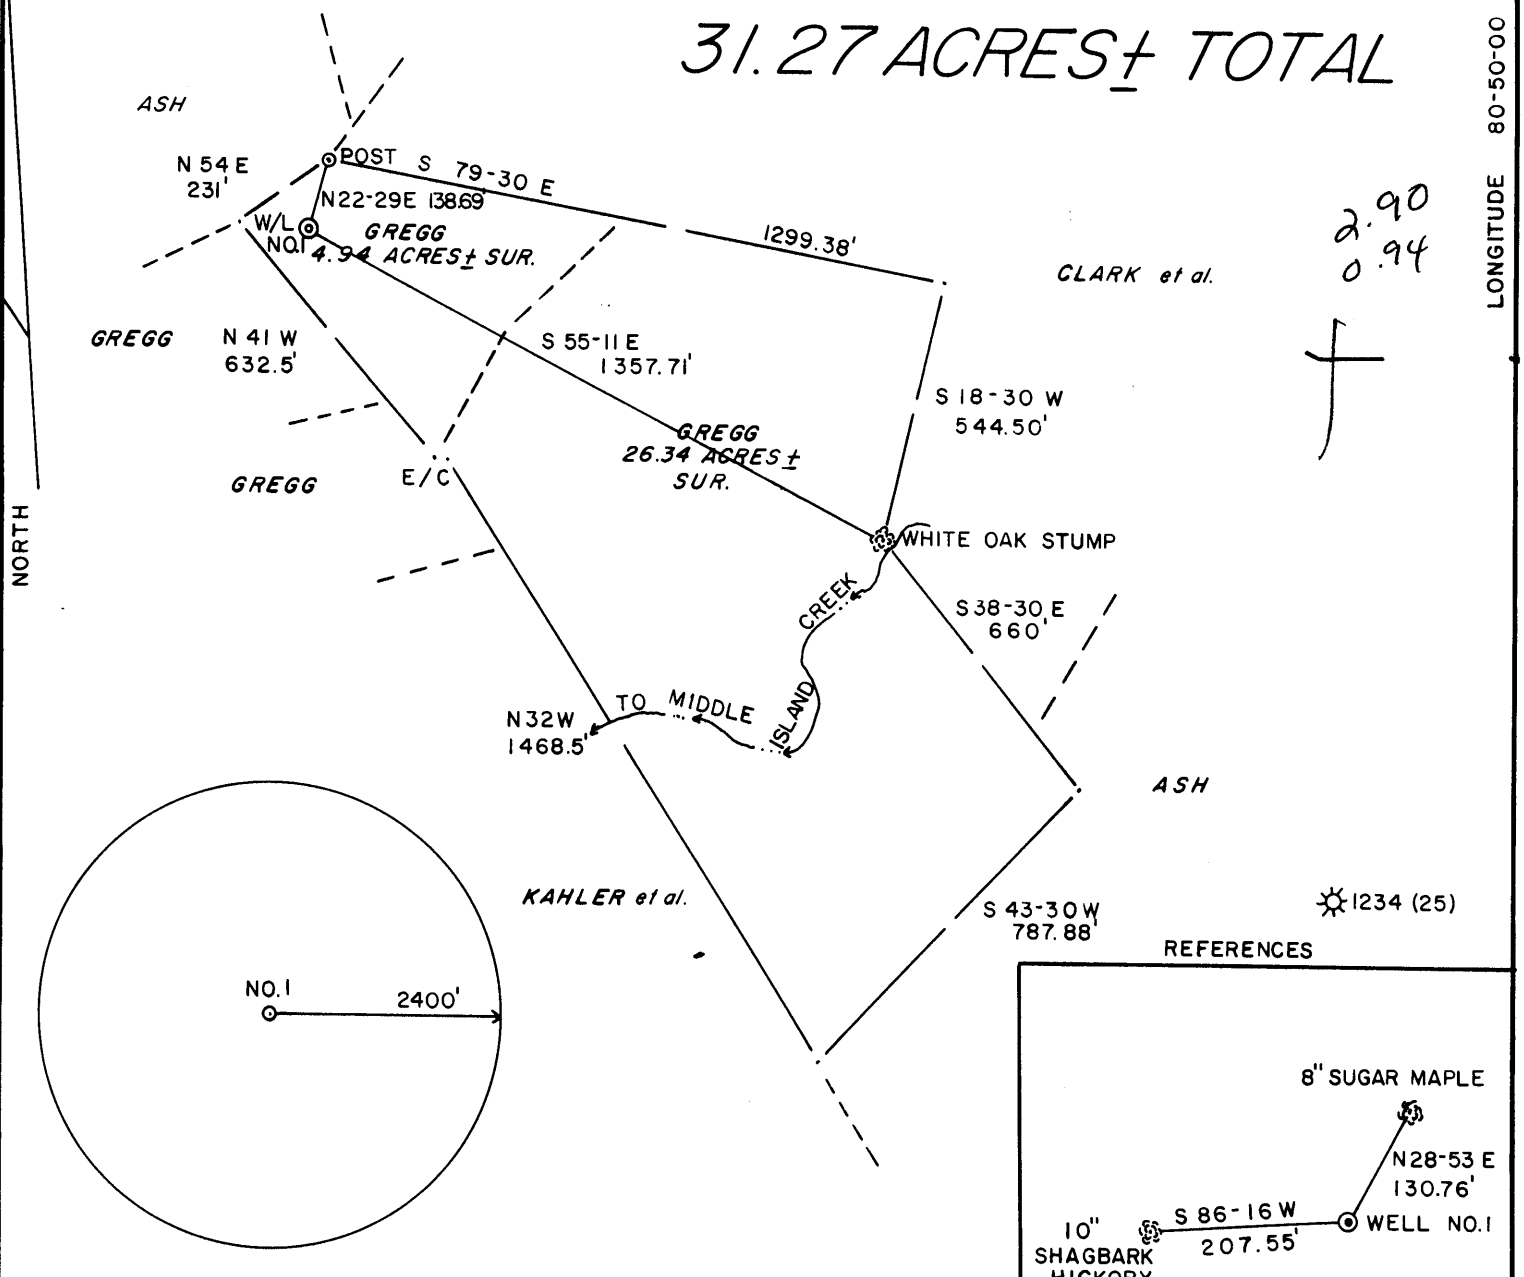 31.27 ACRES± TOTAL
LONGITUDE 80-50-00
ASH
N 54 E
231'
POST
S 79-30 E
1299.38'
N22-29E 138.69'
W/L
NO.1
GREGG
4.94 ACRES± SUR.
CLARK et al.
2.90
0.94
GREGG
N 41 W
632.5'
S 55-11 E
1357.71'
S 18-30 W
544.50'
GREGG
26.34 ACRES±
SUR.
E/C
GREGG
NORTH
WHITE OAK STUMP
S38-30 E
660'
TO MIDDLE ISLAND CREEK
N32W
1468.5'
ASH
KAHLER et al.
S 43-30W
787.88'
1234 (25)
NO.1
2400'
REFERENCES
8" SUGAR MAPLE
N28-53 E
130.76'
S 86-16 W
207.55'
WELL NO.1
10"
SHAGBARK
HICKORY